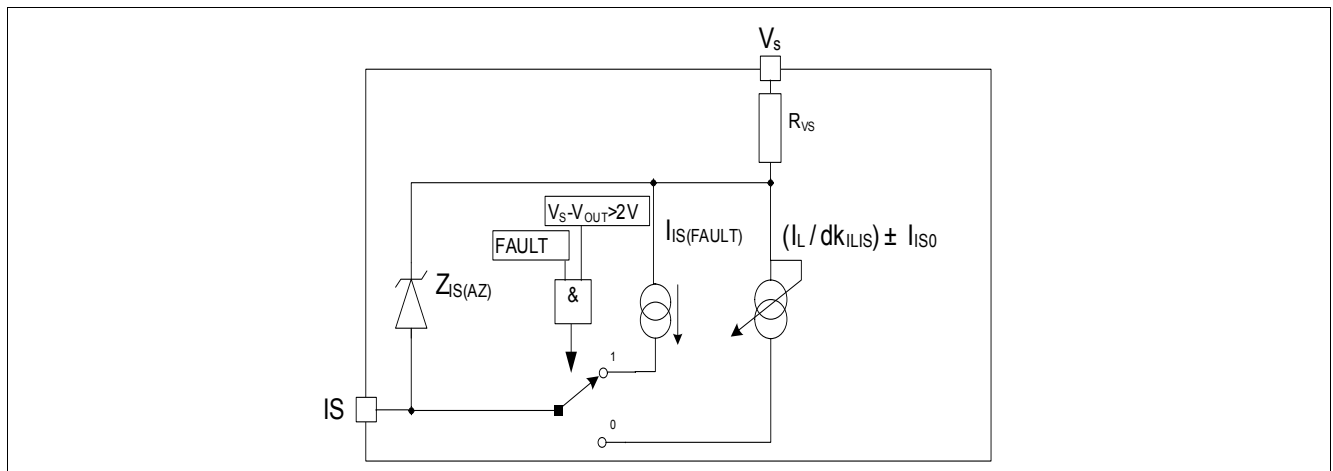 Vs
RVS
VS-VOUT>2V
IIS(FAULT)
(IL / dkILIS) ± IIS0
FAULT
ZIS(AZ)
&
1
IS
0